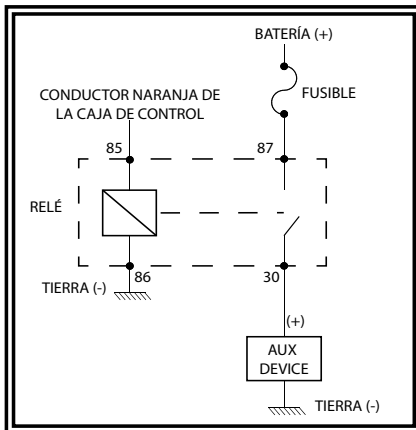 BATERÍA (+)
FUSIBLE
CONDUCTOR NARANJA DE
LA CAJA DE CONTROL
85
87
RELÉ
86
30
TIERRA (-)
(+)
AUX
DEVICE
TIERRA (-)